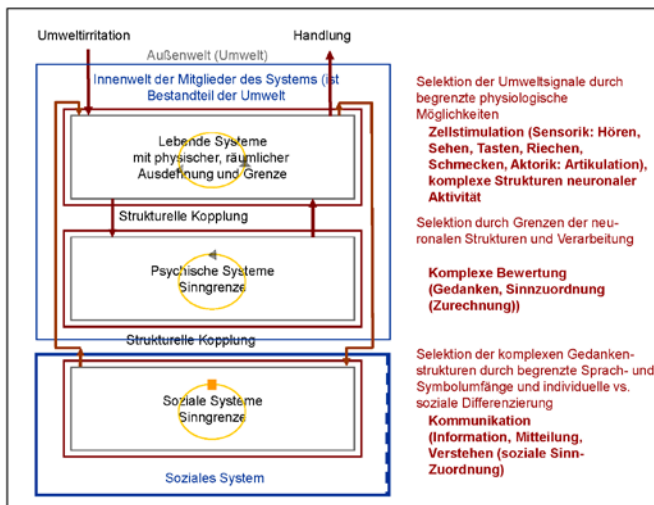 Umweltirritation
Handlung
Außenwelt (Umwelt)
Innenwelt der Mitglieder des Systems (ist
Bestandteil der Umwelt
Lebende Systeme
mit physischer, räumlicher
Ausdehnung und Grenze
Strukturelle Kopplung
Psychische Systeme
Sinngrenze
Strukturelle Kopplung
Soziale Systeme
Sinngrenze
Soziales System
Selektion der Umweltsignale durch
begrenzte physiologische
Möglichkeiten
Zellstimulation (Sensorik: Hören,
Sehen, Tasten, Riechen,
Schmecken, Aktorik: Artikulation),
komplexe Strukturen neuronaler
Aktivität
Selektion durch Grenzen der neu-
ronalen Strukturen und Verarbeitung
Komplexe Bewertung
(Gedanken, Sinnzuordnung
(Zurechnung))
Selektion der komplexen Gedanken-
strukturen durch begrenzte Sprach- und
Symbolumfänge und individuelle vs.
soziale Differenzierung
Kommunikation
(Information, Mitteilung,
Verstehen (soziale Sinn-
Zuordnung)